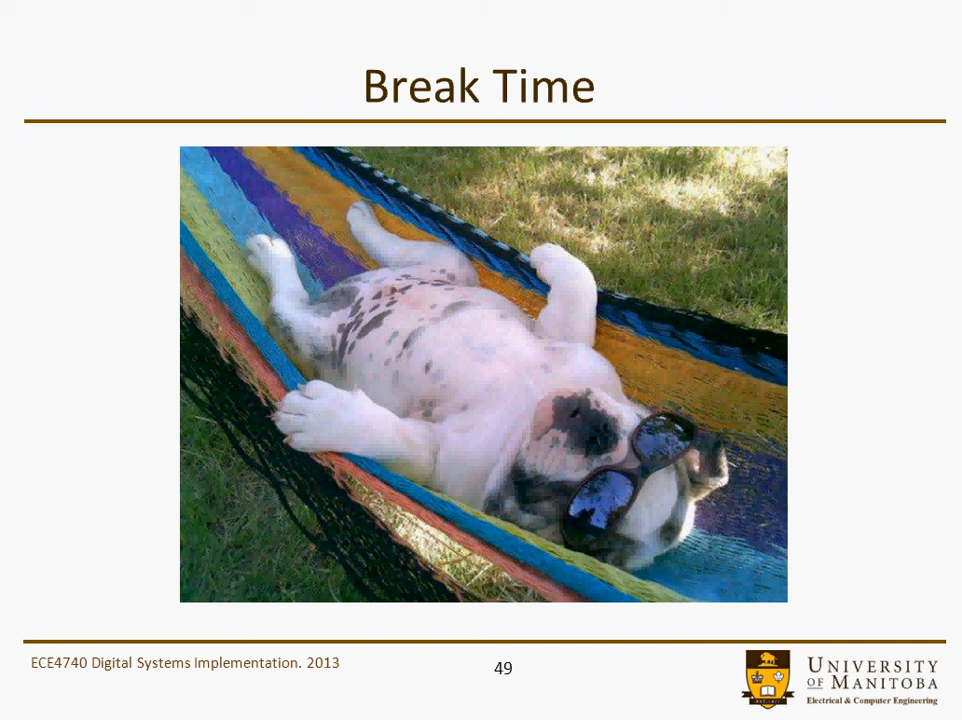 Break Time
ECE4740 Digital Systems Implementation. 2013
49
UNIVERSITY
OF MANITOBA
Electrical & Computer Engineering